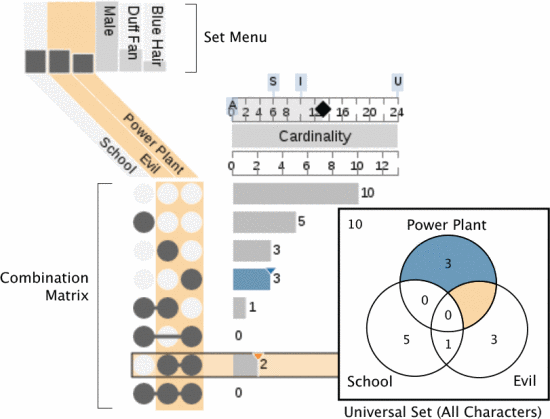 Male
Duff Fan
Blue Hair
Set Menu
School
Evil
Power Plant
S I U
A
0 2 4 6 8 12 16 20 24
Cardinality
0 2 4 6 8 10 12
10
5
3
3
1
0
2
0
Combination
Matrix
10
Power Plant
3
0
0
5
1
3
School
Evil
Universal Set (All Characters)